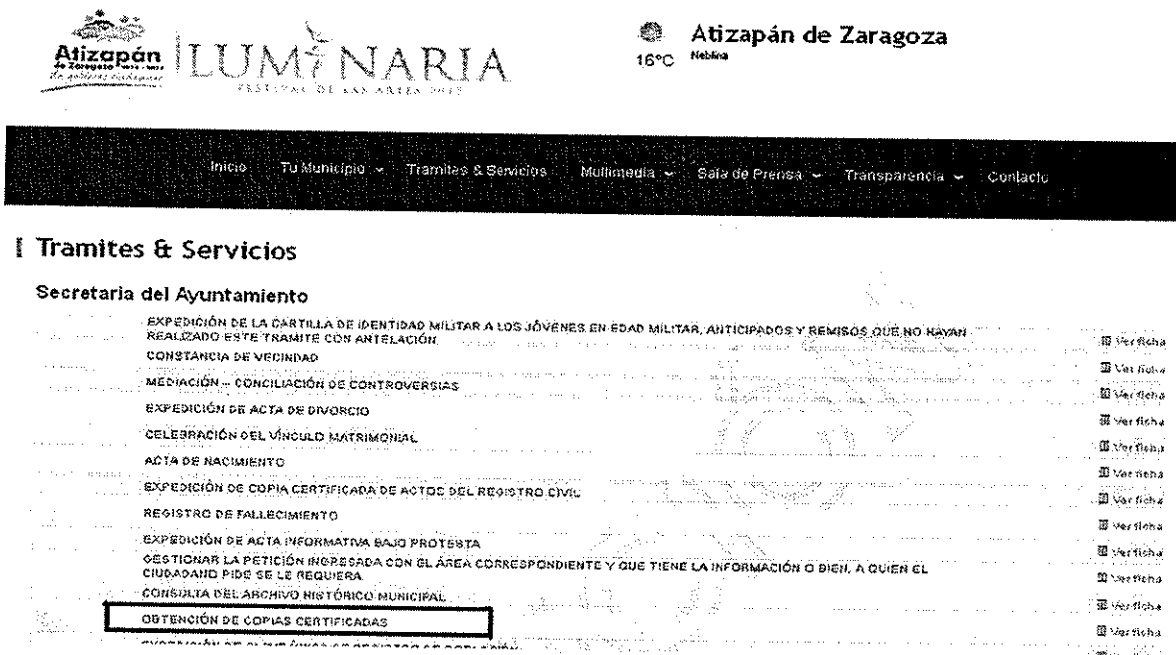 Atizapán
LUMINARIA
FESTIVAL DE LAS ARTES
16°C
Atizapán de Zaragoza
Neblina
Inicio Tu Municipio Tramites & Servicios Multimedia Sala de Prensa Transparencia Contacto
Tramites & Servicios
Secretaria del Ayuntamiento
EXPEDICIÓN DE LA CARTILLA DE IDENTIDAD MILITAR A LOS JÓVENES EN EDAD MILITAR, ANTICIPADOS Y REMISOS QUE NO HAYAN
REALIZADO ESTE TRAMITE CON ANTELACIÓN. Ver ficha
CONSTANCIA DE VECINDAD Ver ficha
MEDIACIÓN – CONCILIACIÓN DE CONTROVERSIAS Ver ficha
EXPEDICIÓN DE ACTA DE DIVORCIO Ver ficha
CELEBRACIÓN DEL VÍNCULO MATRIMONIAL Ver ficha
ACTA DE NACIMIENTO Ver ficha
EXPEDICIÓN DE COPIA CERTIFICADA DE ACTOS DEL REGISTRO CIVIL Ver ficha
REGISTRO DE FALLECIMIENTO Ver ficha
EXPEDICIÓN DE ACTA INFORMATIVA BAJO PROTESTA Ver ficha
GESTIONAR LA PETICIÓN INGRESADA CON EL ÁREA CORRESPONDIENTE Y QUE TIENE LA INFORMACIÓN O BIEN, A QUIEN EL
CIUDADANO PIDE SE LE REQUIERA. Ver ficha
CONSULTA DEL ARCHIVO HISTÓRICO MUNICIPAL Ver ficha
OBTENCIÓN DE COPIAS CERTIFICADAS Ver ficha